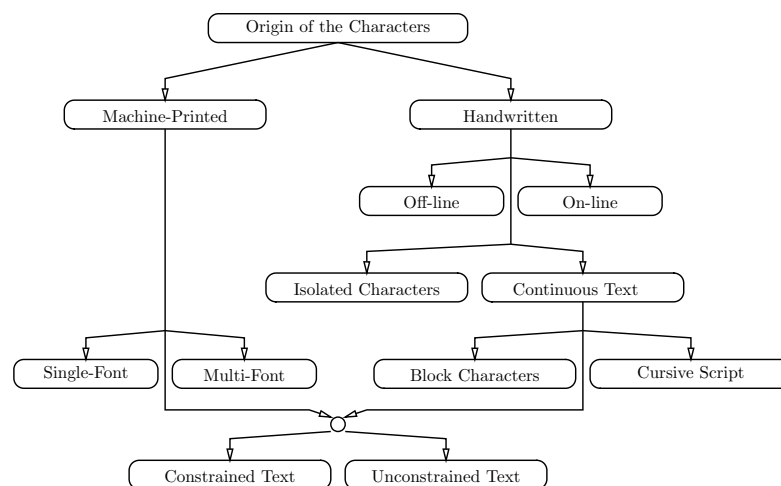 Origin of the Characters
Machine-Printed
Handwritten
Off-line
On-line
Isolated Characters
Continuous Text
Single-Font
Multi-Font
Block Characters
Cursive Script
Constrained Text
Unconstrained Text